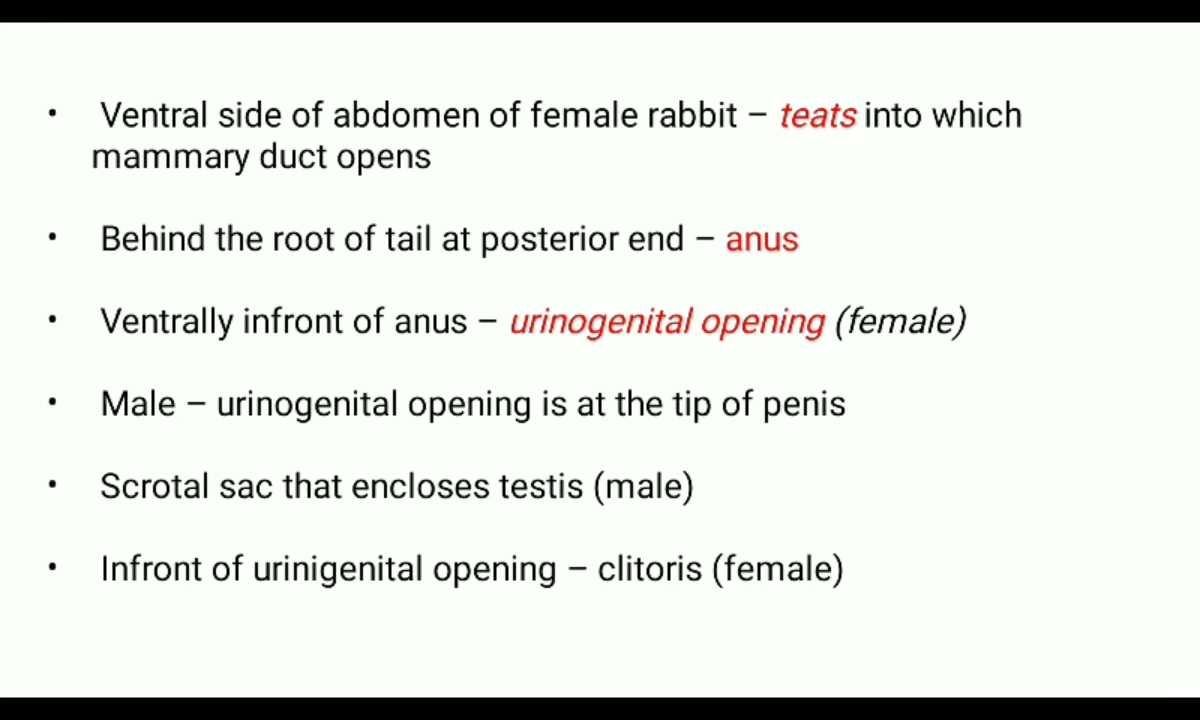 • Ventral side of abdomen of female rabbit – teats into which
mammary duct opens
• Behind the root of tail at posterior end – anus
• Ventrally infront of anus – urinogenital opening (female)
• Male – urinogenital opening is at the tip of penis
• Scrotal sac that encloses testis (male)
• Infront of urinigenital opening – clitoris (female)